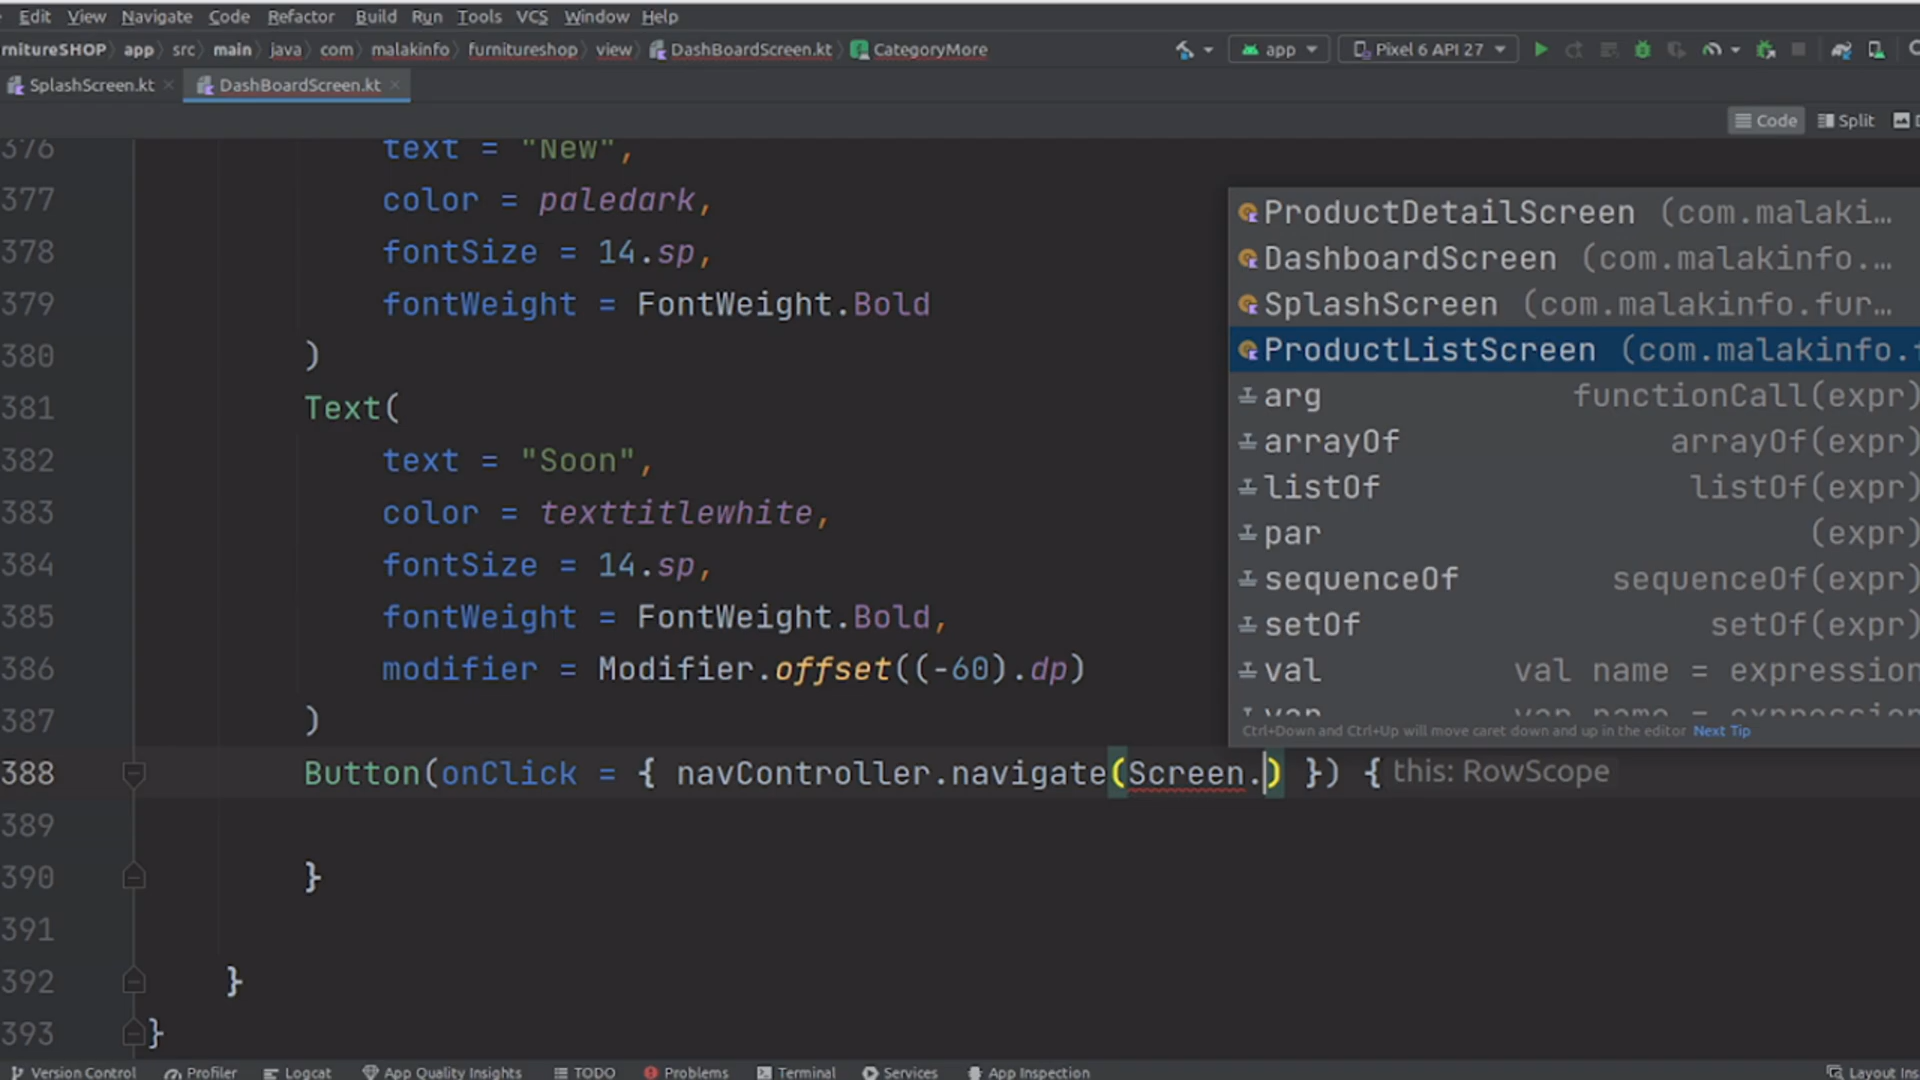 Edit View Navigate Code Refactor Build Run Tools VCS Window Help
rnitureSHOP app src main java com malakinfo furnitureshop view DashBoardScreen.kt CategoryMore app Pixel 6 API 27
SplashScreen.kt DashBoardScreen.kt
Code Split
376 text = "New",
377 color = paledark,
378 fontSize = 14.sp,
379 fontWeight = FontWeight.Bold
380 )
381 Text(
382 text = "Soon",
383 color = texttitlewhite,
384 fontSize = 14.sp,
385 fontWeight = FontWeight.Bold,
386 modifier = Modifier.offset((-60).dp)
387 )
388 Button(onClick = { navController.navigate(Screen.) }) { this: RowScope
389
390 }
391
392 }
393 }
ProductDetailScreen (com.malaki…
DashboardScreen (com.malakinfo.…
SplashScreen (com.malakinfo.fur…
ProductListScreen (com.malakinfo.f
arg functionCall(expr)
arrayOf arrayOf(expr)
listOf listOf(expr)
par (expr)
sequenceOf sequenceOf(expr)
setOf setOf(expr)
val val name = expression
var var name = expression
Ctrl+Down and Ctrl+Up will move caret down and up in the editor Next Tip
Version Control Profiler Logcat App Quality Insights TODO Problems Terminal Services App Inspection Layout Ins